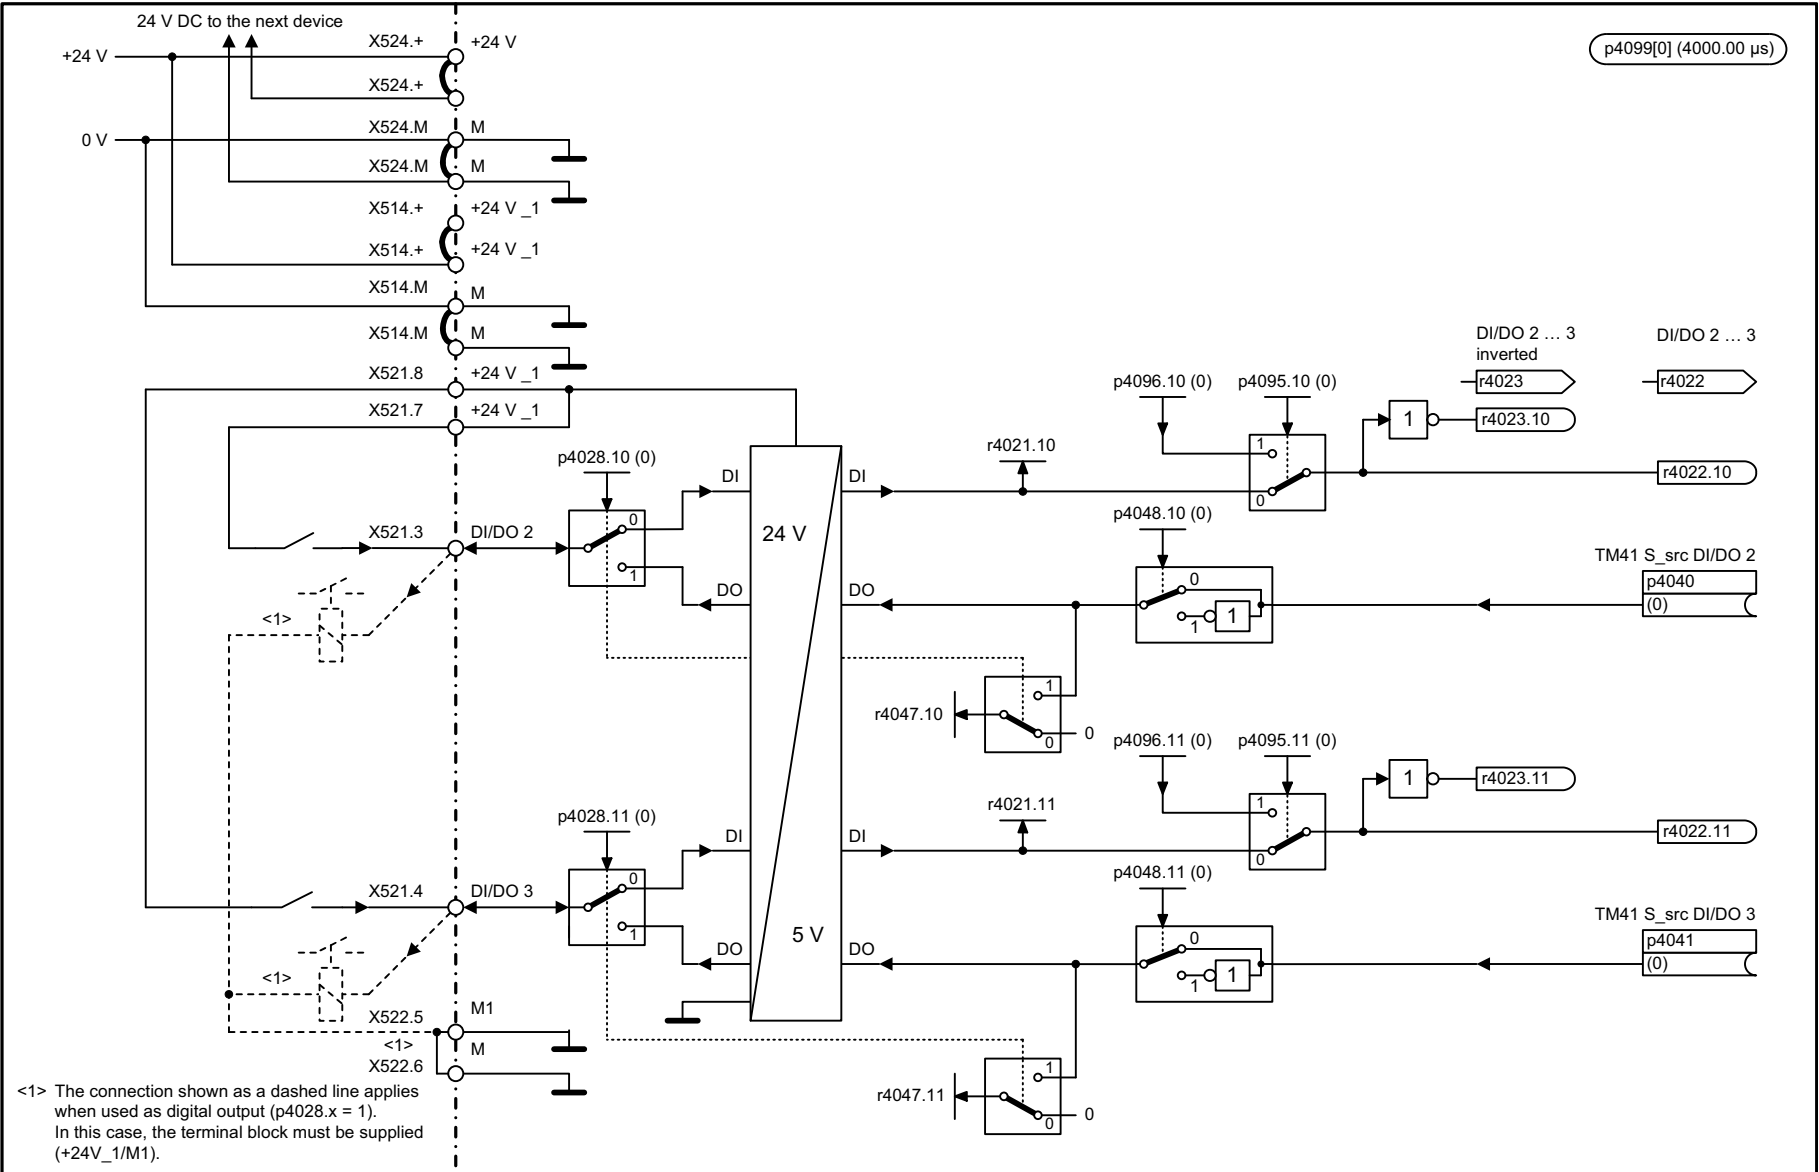 24 V DC to the next device
+24 V
X524.+
+24 V
p4099[0] (4000.00 µs)
X524.+
X524.M
M
0 V
X524.M
M
X514.+
+24 V _1
X514.+
+24 V _1
X514.M
M
X514.M
M
DI/DO 2 … 3
inverted
DI/DO 2 … 3
X521.8
+24 V _1
p4096.10 (0)
p4095.10 (0)
r4023
r4022
X521.7
+24 V _1
1
r4023.10
p4028.10 (0)
r4021.10
1
0
r4022.10
DI
DI
X521.3
DI/DO 2
0
1
24 V
p4048.10 (0)
TM41 S_src DI/DO 2
p4040
(0)
DO
DO
0
1
1
<1>
r4047.10
1
0
0
p4096.11 (0)
p4095.11 (0)
1
r4023.11
p4028.11 (0)
r4021.11
1
0
r4022.11
DI
DI
X521.4
DI/DO 3
0
1
5 V
p4048.11 (0)
TM41 S_src DI/DO 3
p4041
(0)
DO
DO
0
1
1
<1>
X522.5
M1
<1>
M
X522.6
r4047.11
1
0
0
<1> The connection shown as a dashed line applies
when used as digital output (p4028.x = 1).
In this case, the terminal block must be supplied
(+24V_1/M1).